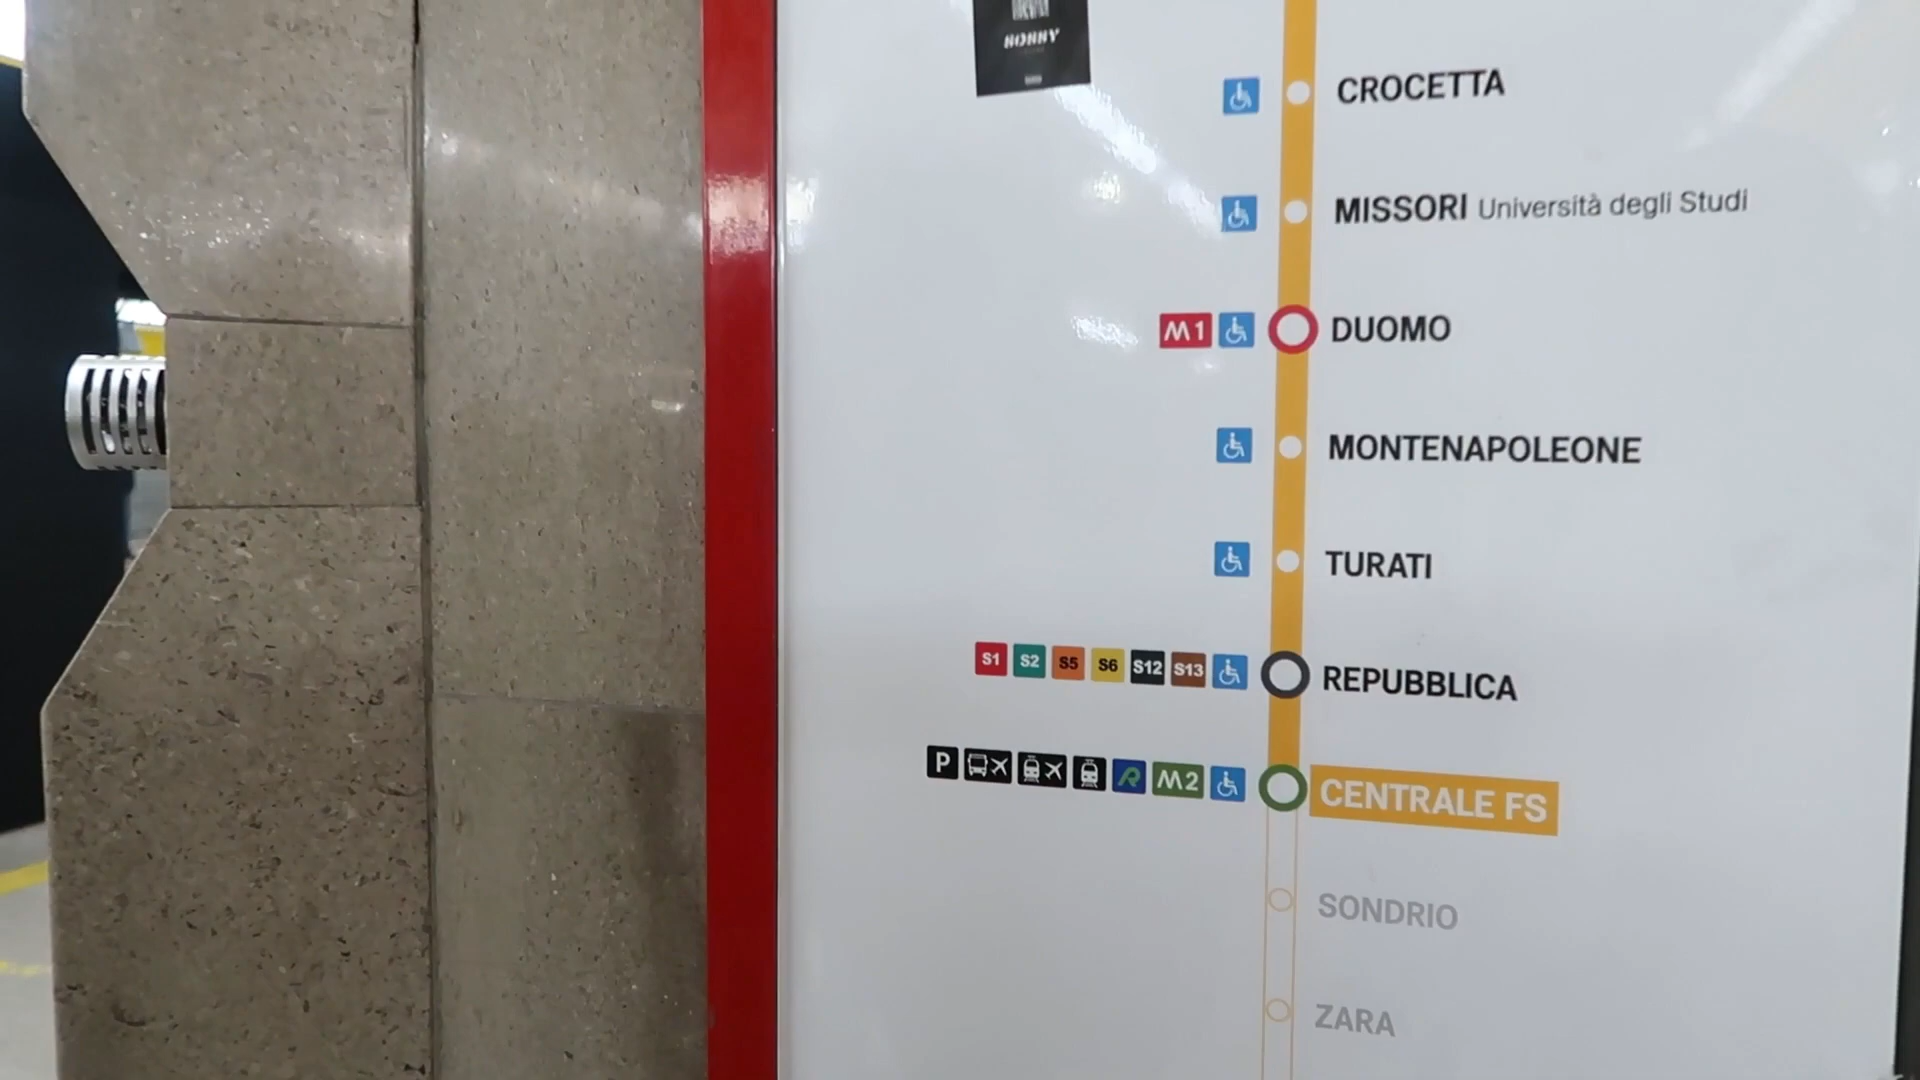 SOBBY
CROCETTA
MISSORI Università degli Studi
M1 DUOMO
MONTENAPOLEONE
TURATI
S1 S2 S5 S6 S12 S13 REPUBBLICA
P R M2 CENTRALE FS
SONDRIO
ZARA